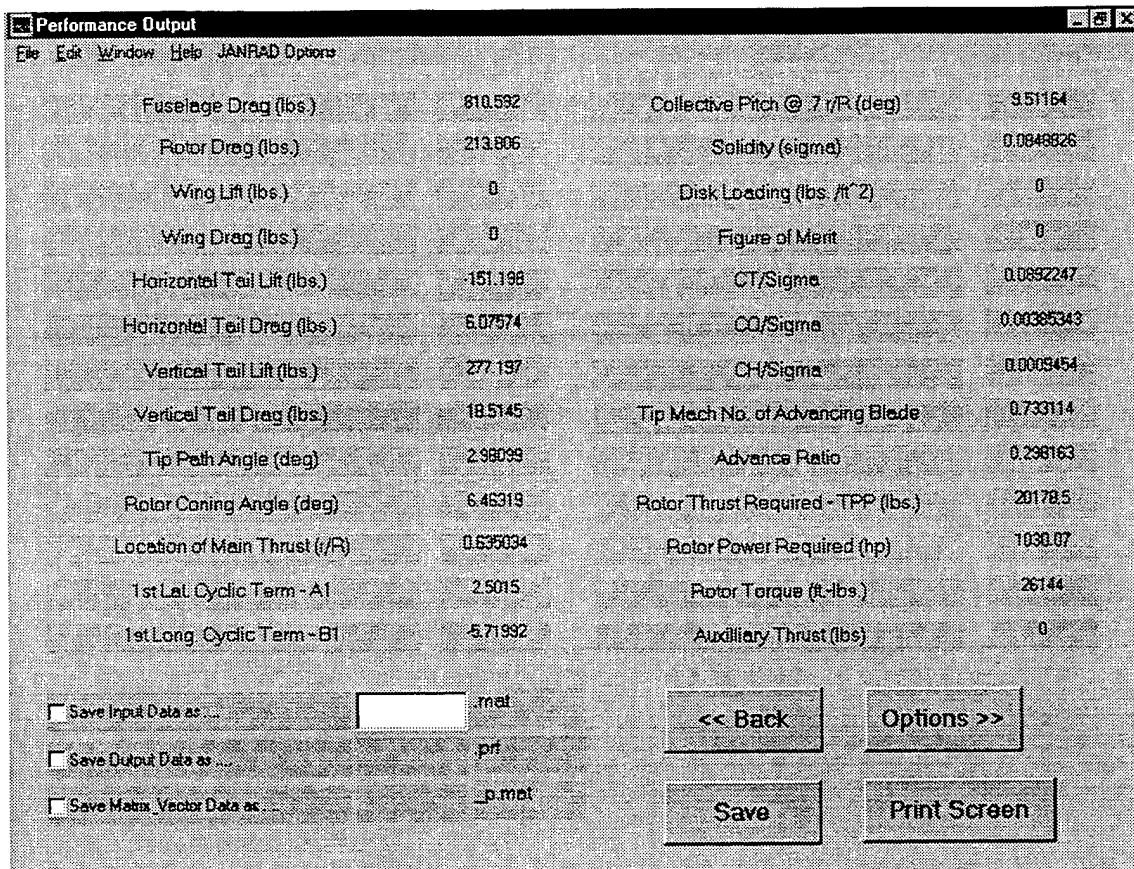 Performance Output
File Edit Window Help JANRAD Options
Fuselage Drag (lbs.) 810.592 Collective Pitch @ .7 r/R (deg) 9.51164
Rotor Drag (lbs.) 213.806 Solidity (sigma) 0.0848826
Wing Lift (lbs.) 0 Disk Loading (lbs. /ft^2) 0
Wing Drag (lbs.) 0 Figure of Merit 0
Horizontal Tail Lift (lbs.) -151.198 CT/Sigma 0.0892247
Horizontal Tail Drag (lbs.) 6.07574 CQ/Sigma 0.00385343
Vertical Tail Lift (lbs.) 277.197 CH/Sigma 0.0009454
Vertical Tail Drag (lbs.) 18.5145 Tip Mach No. of Advancing Blade 0.733114
Tip Path Angle (deg) 2.98099 Advance Ratio 0.298163
Rotor Coning Angle (deg) 6.46319 Rotor Thrust Required - TPP (lbs.) 20178.5
Location of Main Thrust (r/R) 0.635034 Rotor Power Required (hp) 1030.07
1st Lat. Cyclic Term - A1 2.5015 Rotor Torque (ft.-lbs.) 26144
1st Long. Cyclic Term - B1 -5.71992 Auxilliary Thrust (lbs) 0
Save Input Data as .... .mat
Save Output Data as .... .prf
Save Matrix_Vector Data as .... _p.mat
<< Back Options >>
Save Print Screen